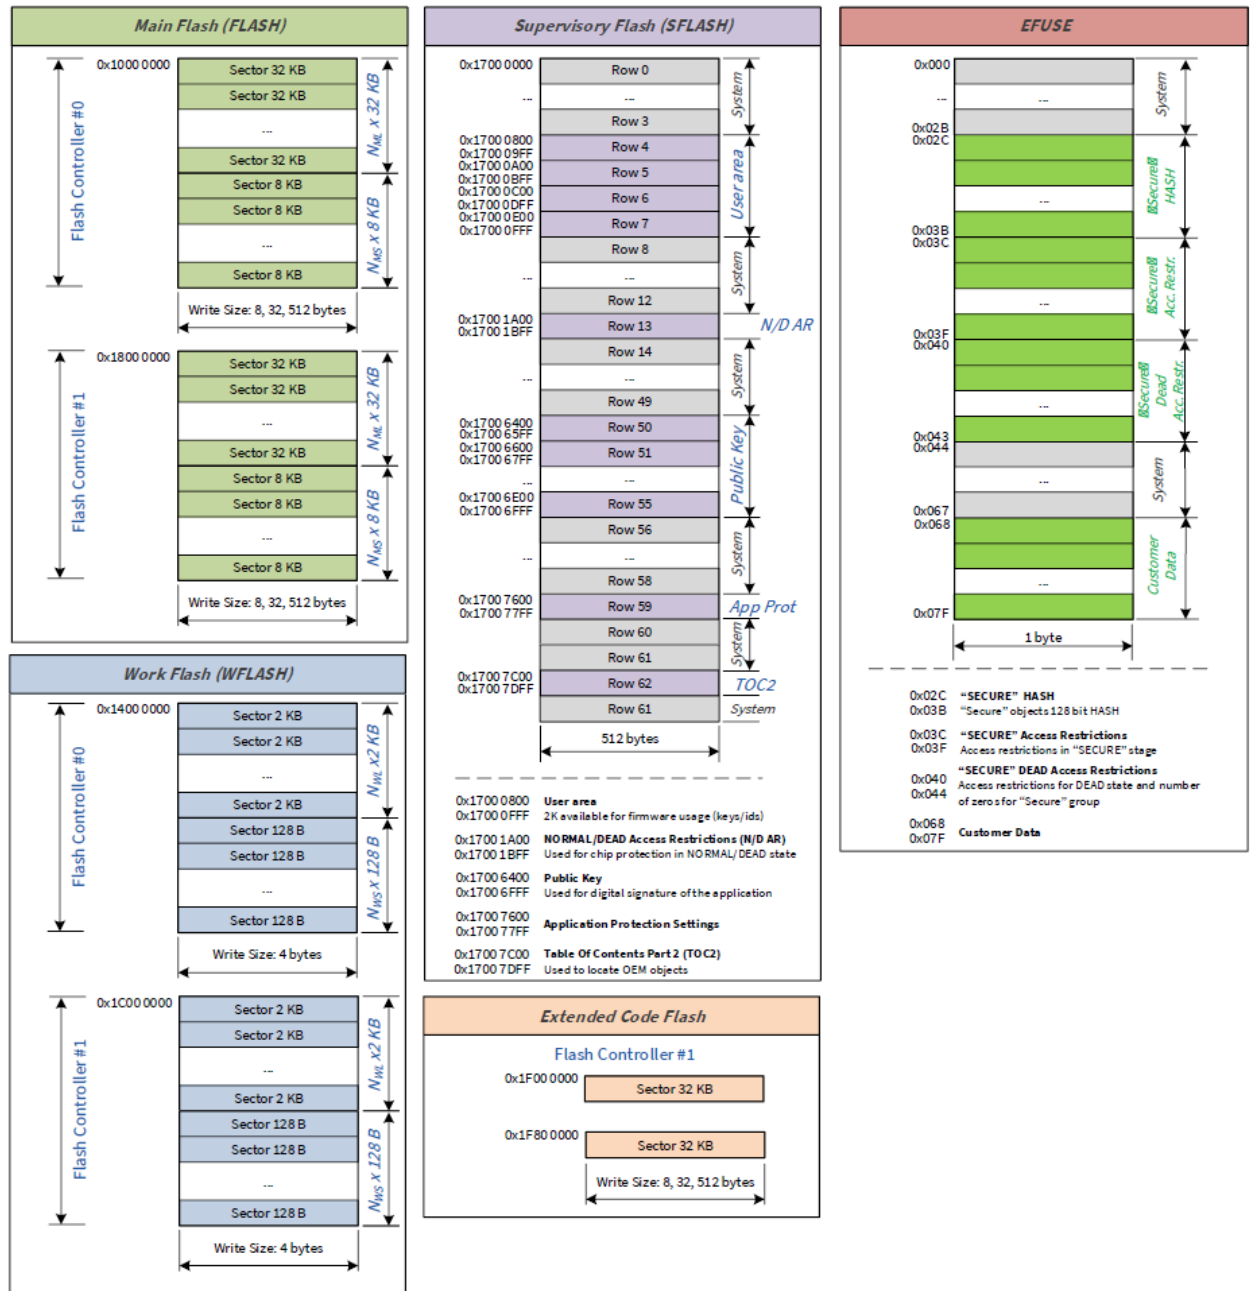 Main Flash (FLASH)
0x1000 0000
Sector 32 KB
Sector 32 KB
...
Sector 32 KB
Sector 8 KB
Sector 8 KB
...
Sector 8 KB
Flash Controller #0
NML x 32 KB
NMS x 8 KB
Write Size: 8, 32, 512 bytes
0x1800 0000
Sector 32 KB
Sector 32 KB
...
Sector 32 KB
Sector 8 KB
Sector 8 KB
...
Sector 8 KB
Flash Controller #1
NML x 32 KB
NMS x 8 KB
Write Size: 8, 32, 512 bytes
Work Flash (WFLASH)
0x1400 0000
Sector 2 KB
Sector 2 KB
...
Sector 2 KB
Sector 128 B
Sector 128 B
...
Sector 128 B
Flash Controller #0
NWL x2 KB
NWS x 128 B
Write Size: 4 bytes
0x1C00 0000
Sector 2 KB
Sector 2 KB
...
Sector 2 KB
Sector 128 B
Sector 128 B
...
Sector 128 B
Flash Controller #1
NWL x2 KB
NWS x 128 B
Write Size: 4 bytes
Supervisory Flash (SFLASH)
0x1700 0000
Row 0
... ...
Row 3
System
0x1700 0800
Row 4
0x1700 09FF
0x1700 0A00
Row 5
0x1700 0BFF
0x1700 0C00
Row 6
0x1700 0DFF
0x1700 0E00
Row 7
0x1700 0FFF
User area
Row 8
... ...
Row 12
System
0x1700 1A00
Row 13
N/D AR
0x1700 1BFF
Row 14
... ...
Row 49
System
0x1700 6400
Row 50
0x1700 65FF
0x1700 6600
Row 51
0x1700 67FF
... ...
0x1700 6E00
Row 55
0x1700 6FFF
Public Key
Row 56
... ...
Row 58
System
0x1700 7600
Row 59
App Prot
0x1700 77FF
Row 60
Row 61
System
0x1700 7C00
Row 62
TOC2
0x1700 7DFF
Row 61
System
512 bytes
0x1700 0800 User area
0x1700 0FFF 2K available for firmware usage (keys/ids)
0x1700 1A00 NORMAL/DEAD Access Restrictions (N/D AR)
0x1700 1BFF Used for chip protection in NORMAL/DEAD state
0x1700 6400 Public Key
0x1700 6FFF Used for digital signature of the application
0x1700 7600
0x1700 77FF
Application Protection Settings
0x1700 7C00 Table Of Contents Part 2 (TOC2)
0x1700 7DFF Used to locate OEM objects
Extended Code Flash
Flash Controller #1
0x1F00 0000
Sector 32 KB
0x1F80 0000
Sector 32 KB
Write Size: 8, 32, 512 bytes
EFUSE
0x000
... ...
0x02B
System
0x02C
...
0x03B
Secure
HASH
0x03C
...
0x03F
Secure
Acc. Restr.
0x040
...
0x043
Secure
Dead
Acc. Restr.
0x044
...
0x067
System
0x068
...
0x07F
Customer
Data
1 byte
0x02C "SECURE" HASH
0x03B "Secure" objects 128 bit HASH
0x03C "SECURE" Access Restrictions
0x03F Access restrictions in "SECURE" stage
"SECURE" DEAD Access Restrictions
0x040 Access restrictions for DEAD state and number
0x044 of zeros for "Secure" group
0x068
0x07F
Customer Data